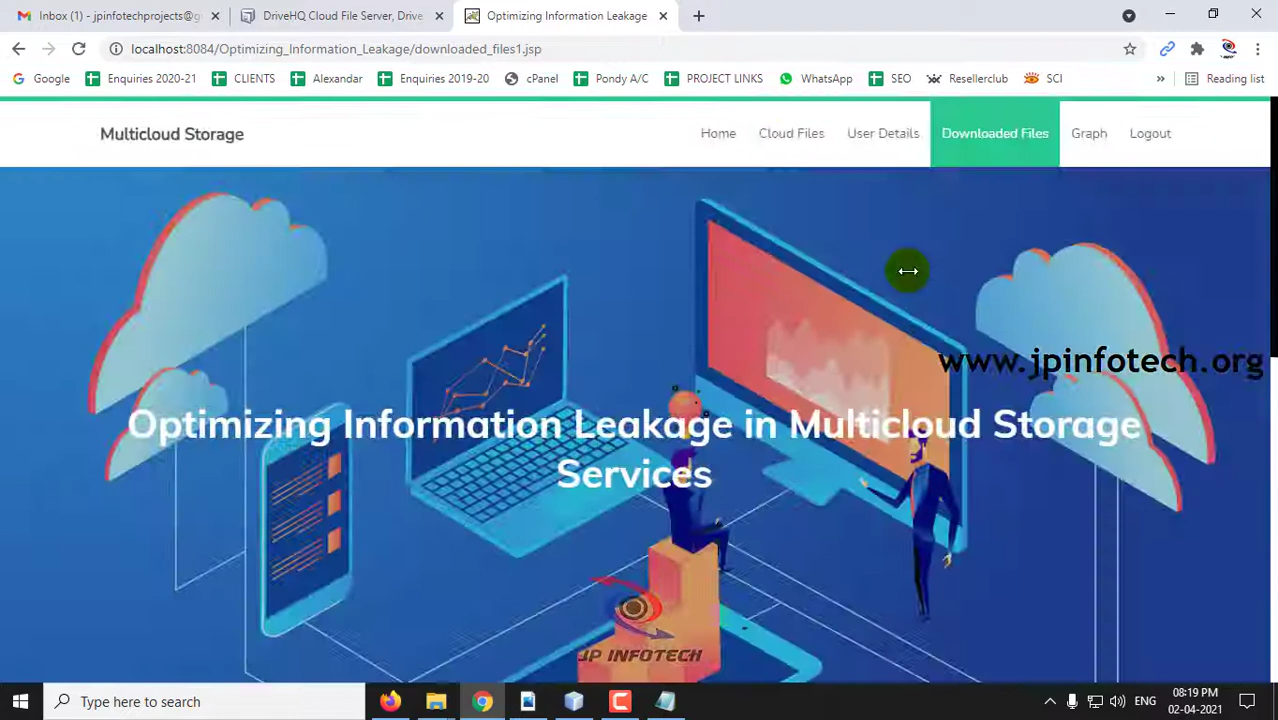 Inbox (1) - jpinfotechprojects@g
DriveHQ Cloud File Server, Drive
Optimizing Information Leakage
localhost:8084/Optimizing_Information_Leakage/downloaded_files1.jsp
Google
Enquiries 2020-21
CLIENTS
Alexandar
Enquiries 2019-20
cPanel
Pondy A/C
PROJECT LINKS
WhatsApp
SEO
Resellerclub
SCI
»
Reading list
Multicloud Storage
Home
Cloud Files
User Details
Downloaded Files
Graph
Logout
www.jpinfotech.org
Optimizing Information Leakage in Multicloud Storage
Services
JP INFOTECH
Type here to search
ENG
08:19 PM
02-04-2021